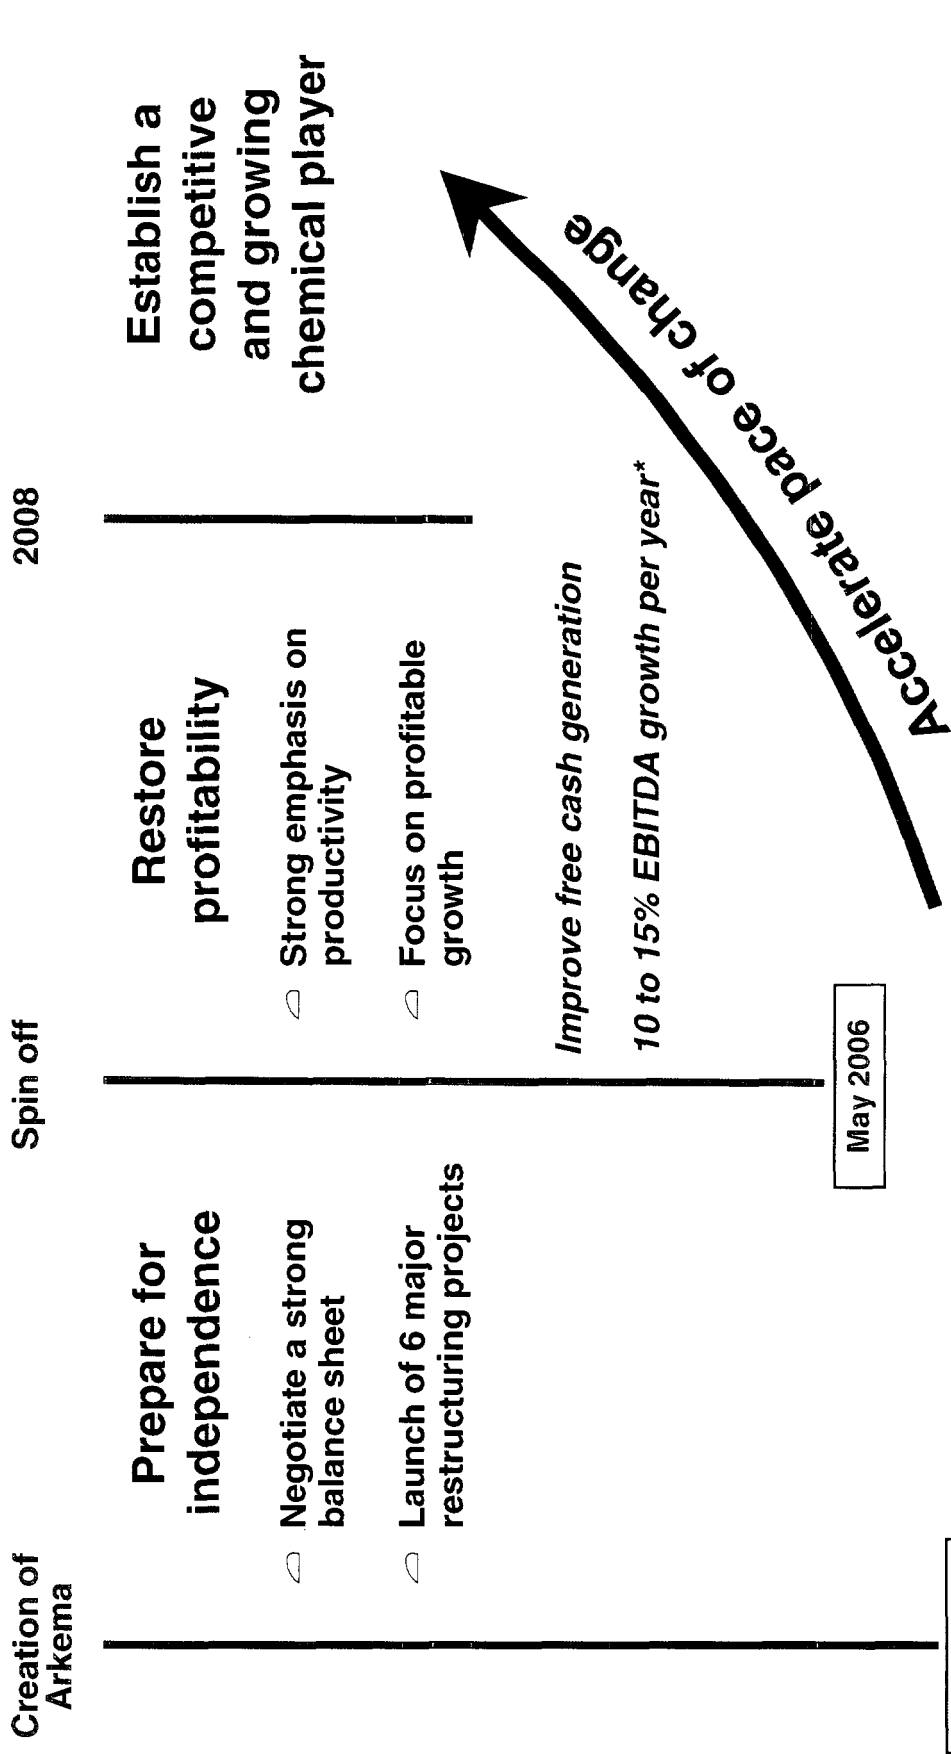 Creation of
Arkema
Spin off
2008
Prepare for
independence
Negotiate a strong
balance sheet
Launch of 6 major
restructuring projects
Restore
profitability
Strong emphasis on
productivity
Focus on profitable
growth
Improve free cash generation
10 to 15% EBITDA growth per year*
Establish a
competitive
and growing
chemical player
Accelerate pace of change
May 2006